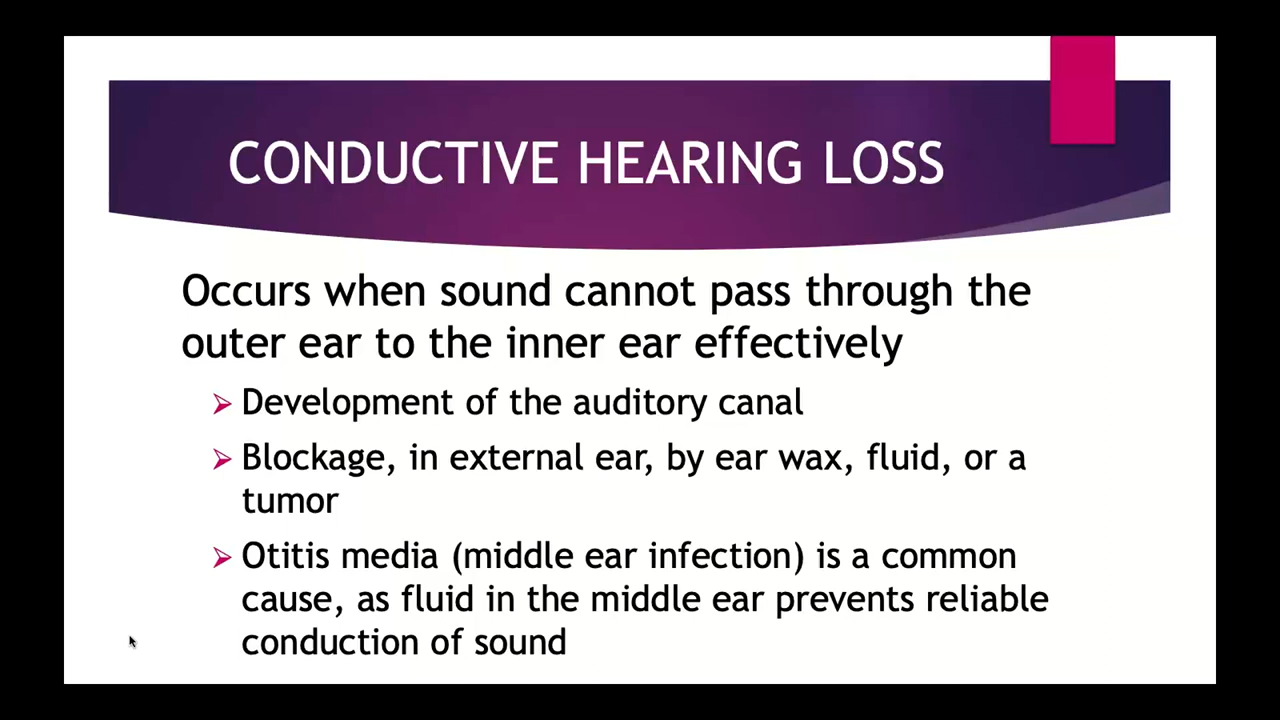 CONDUCTIVE HEARING LOSS
Occurs when sound cannot pass through the
outer ear to the inner ear effectively
Development of the auditory canal
Blockage, in external ear, by ear wax, fluid, or a
tumor
Otitis media (middle ear infection) is a common
cause, as fluid in the middle ear prevents reliable
conduction of sound